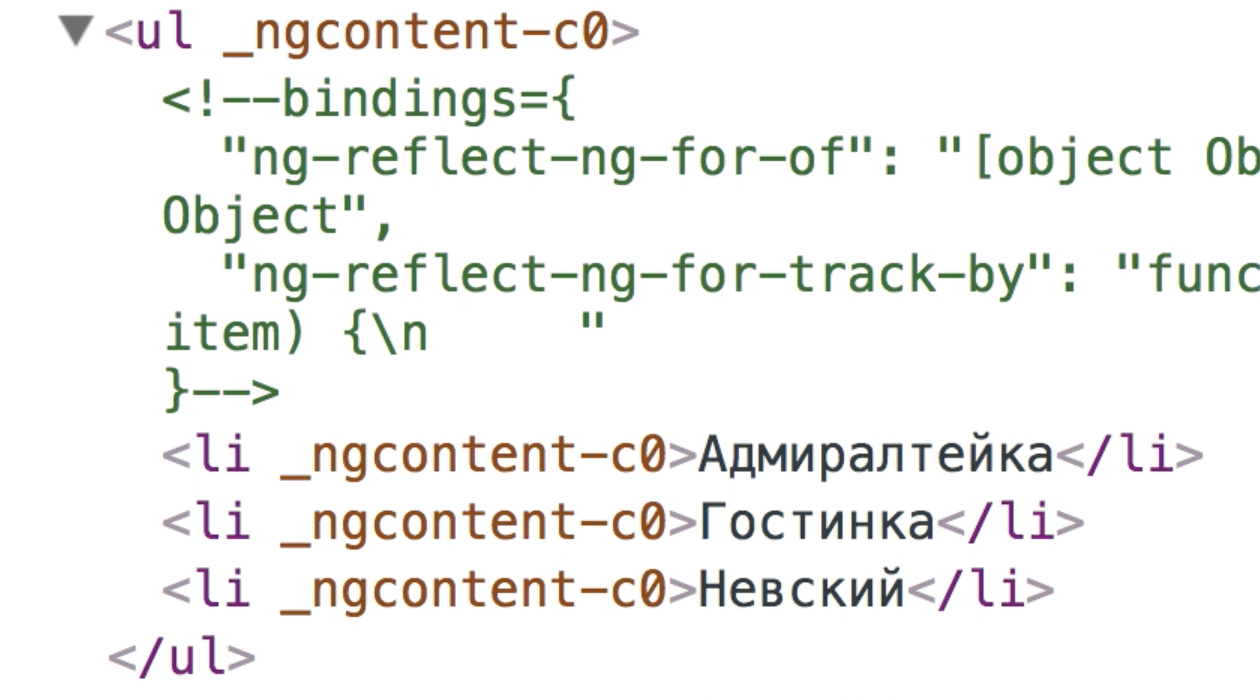 <ul _ngcontent-c0>
<!--bindings={
"ng-reflect-ng-for-of": "[object Ob
Object",
"ng-reflect-ng-for-track-by": "func
item) {\n     "
}-->
<li _ngcontent-c0>Адмиралтейка</li>
<li _ngcontent-c0>Гостинка</li>
<li _ngcontent-c0>Невский</li>
</ul>